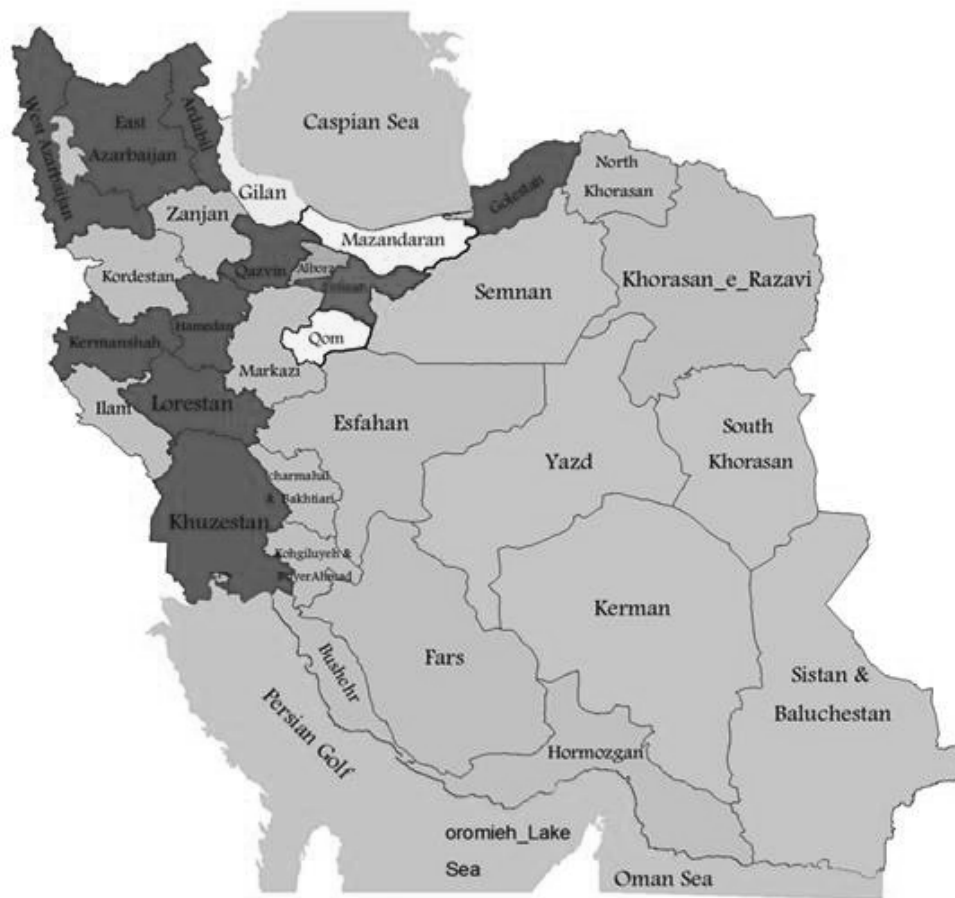 Caspian Sea
East
Azarbaijan
Ardabil
West Azarbaijan
Gilan
Zanjan
Mazandaran
Golestan
North
Khorasan
Kordestan
Qazvin
Alborz
Semnan
Khorasan_e_Razavi
Hamedan
Kermanshah
Qom
Markazi
Ilam
Lorestan
Esfahan
Yazd
South
Khorasan
charmahal
& Bakhtiari
Khuzestan
Kohgiluyeh &
BoyerAhmad
Kerman
Fars
Bushehr
Sistan &
Baluchestan
Persian Golf
Hormozgan
oromieh_Lake
Sea
Oman Sea